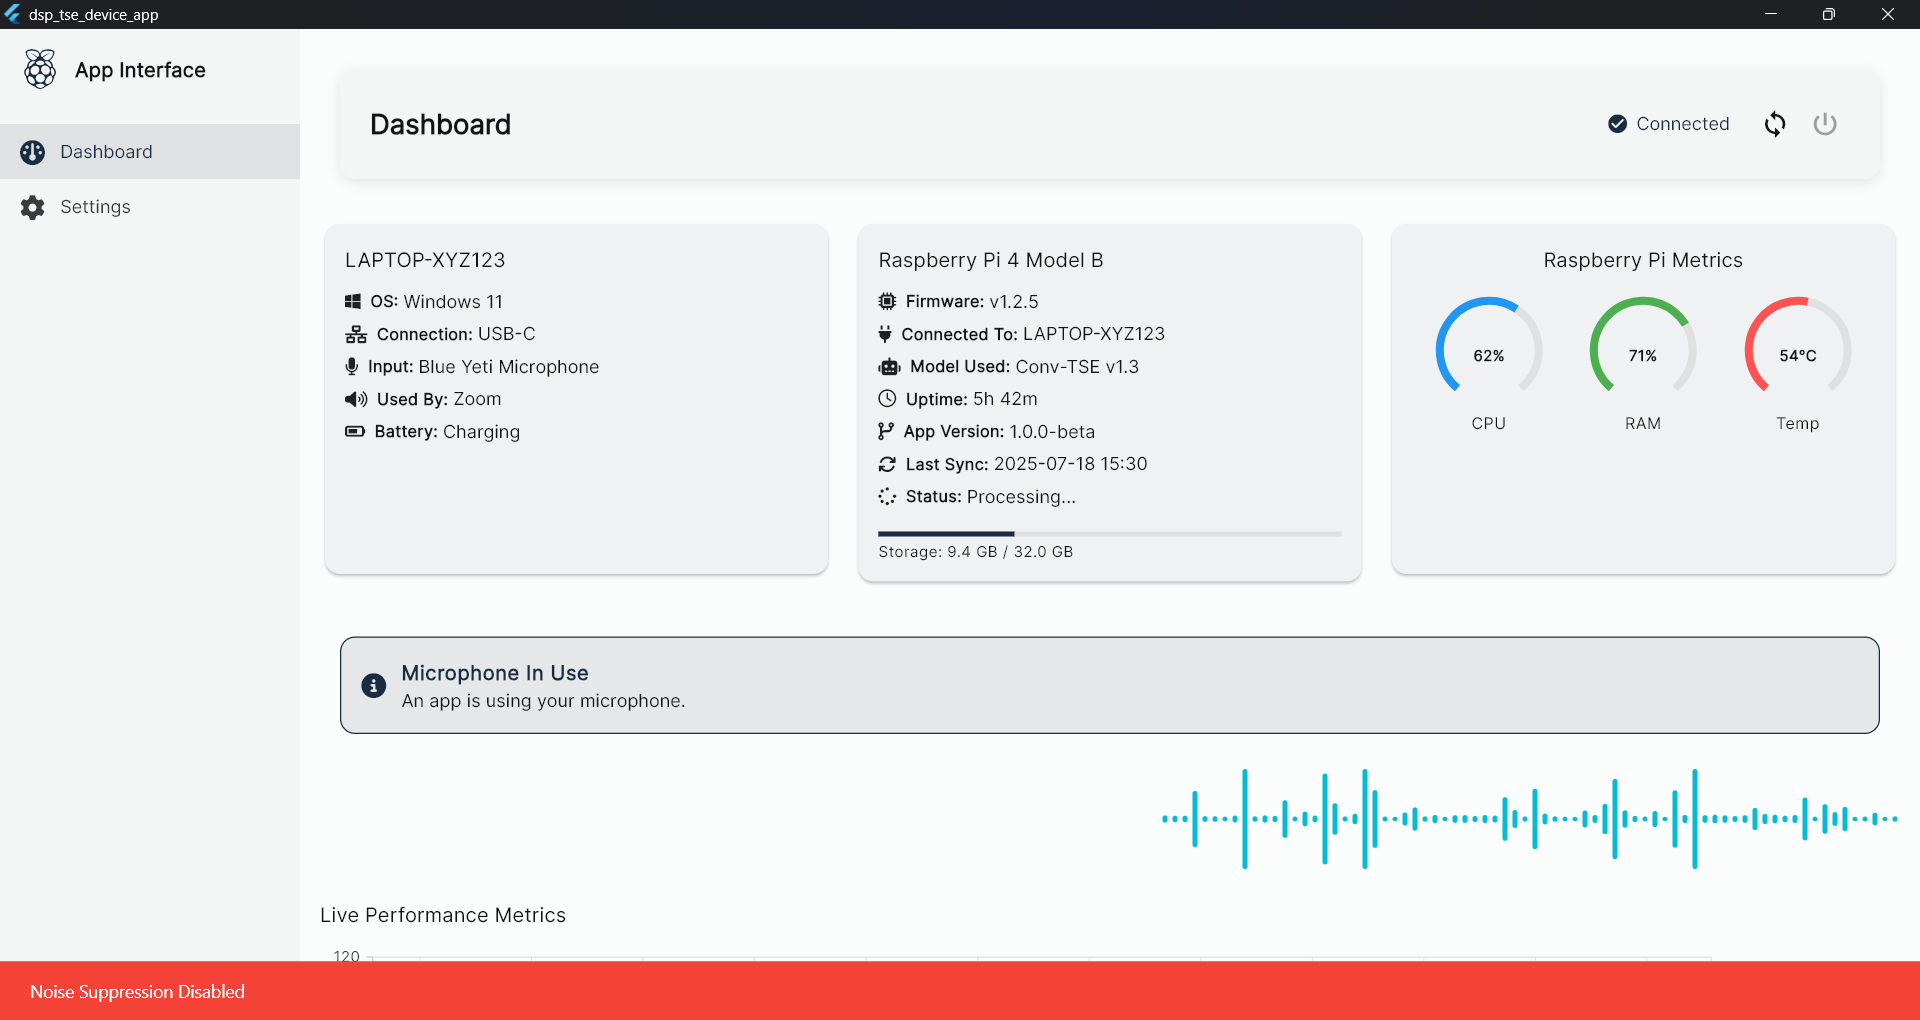 dsp_tse_device_app
App Interface
Dashboard
Settings
Dashboard
Connected
LAPTOP-XYZ123
OS: Windows 11
Connection: USB-C
Input: Blue Yeti Microphone
Used By: Zoom
Battery: Charging
Raspberry Pi 4 Model B
Firmware: v1.2.5
Connected To: LAPTOP-XYZ123
Model Used: Conv-TSE v1.3
Uptime: 5h 42m
App Version: 1.0.0-beta
Last Sync: 2025-07-18 15:30
Status: Processing...
Storage: 9.4 GB / 32.0 GB
Raspberry Pi Metrics
62% 71% 54°C
CPU RAM Temp
Microphone In Use
An app is using your microphone.
Live Performance Metrics
120
Noise Suppression Disabled